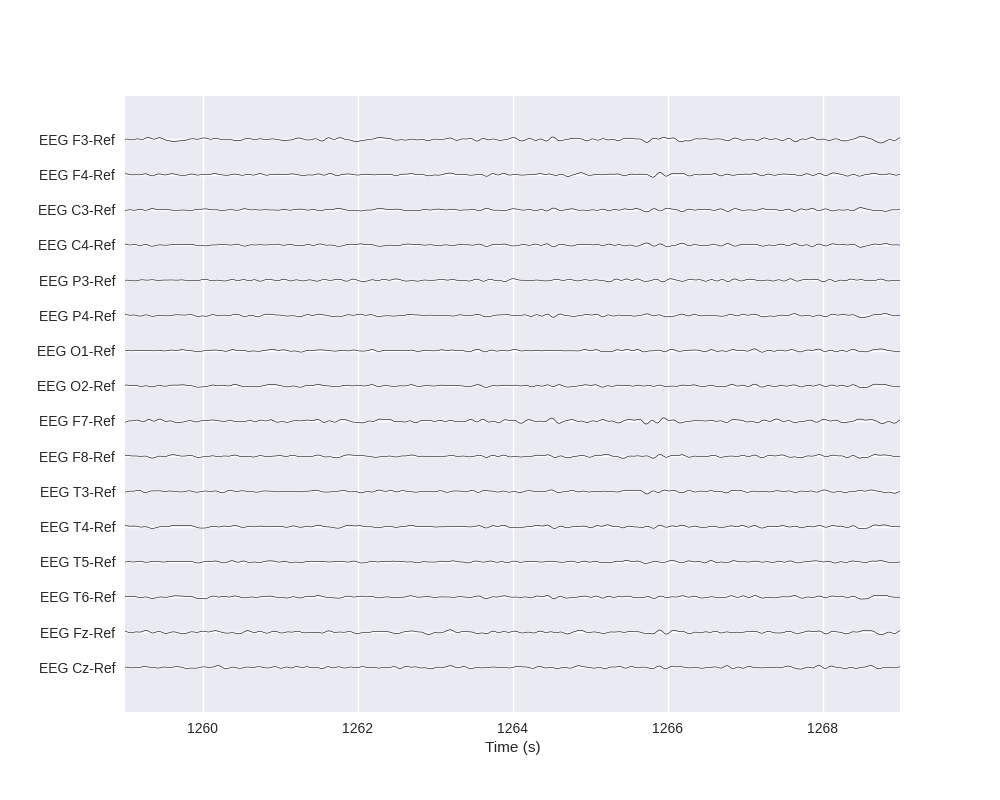 EEG F3-Ref
EEG F4-Ref
EEG C3-Ref
EEG C4-Ref
EEG P3-Ref
EEG P4-Ref
EEG O1-Ref
EEG O2-Ref
EEG F7-Ref
EEG F8-Ref
EEG T3-Ref
EEG T4-Ref
EEG T5-Ref
EEG T6-Ref
EEG Fz-Ref
EEG Cz-Ref
1260 1262 1264 1266 1268
Time (s)